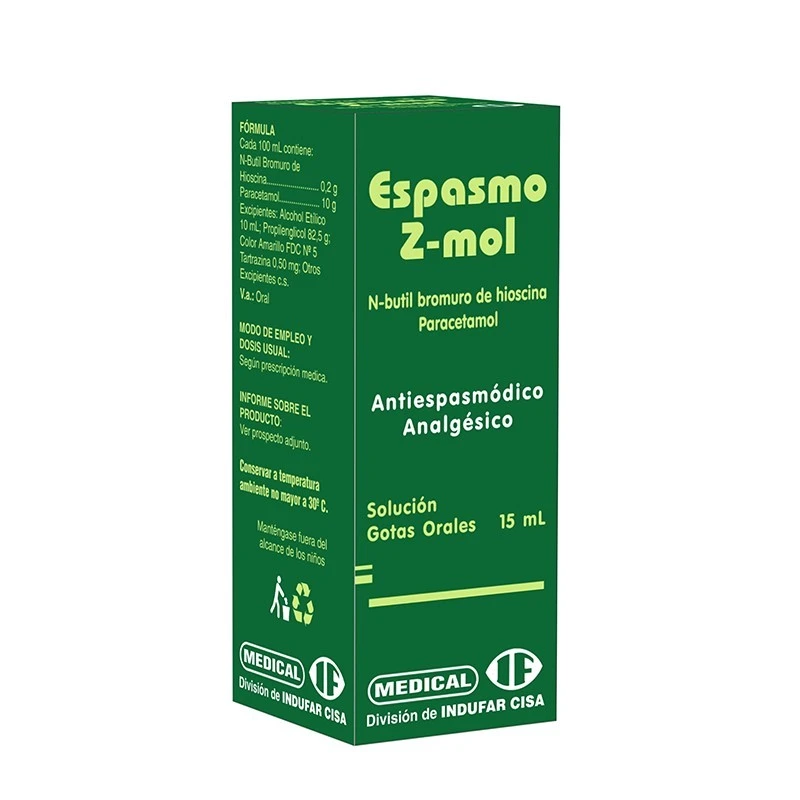 FÓRMULA
Cada 100 mL contiene:
N-Butil Bromuro de
Hioscina...................... 0,2 g
Paracetamol................ 10 g
Excipientes: Alcohol Etílico
10 mL; Propilenglicol 82,5 g;
Color Amarillo FDC Nº 5
Tartrazina 0,50 mg; Otros
Excipientes c.s.
V.a.: Oral
MODO DE EMPLEO Y
DOSIS USUAL:
Según prescripción medica.
INFORME SOBRE EL
PRODUCTO:
Ver prospecto adjunto.
Conservar a temperatura
ambiente no mayor a 30º C.
Manténgase fuera del
alcance de los niños
MEDICAL IF
División de INDUFAR CISA
Espasmo
Z-mol
N-butil bromuro de hioscina
Paracetamol
Antiespasmódico
Analgésico
Solución
Gotas Orales 15 mL
MEDICAL IF
División de INDUFAR CISA